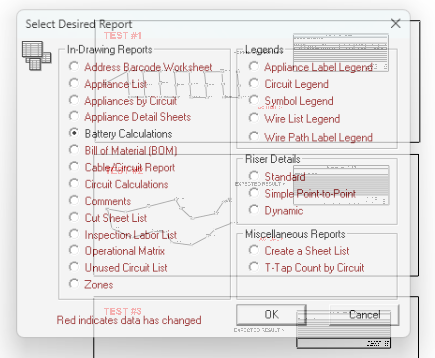 Select Desired Report
TEST #1
In-Drawing Reports
Address Barcode Worksheet
Appliance List
Appliances by Circuit
Appliance Detail Sheets
Battery Calculations
Bill of Material (BOM)
Cable/Circuit Report
Circuit Calculations
Comments
Cut Sheet List
Inspection Labor List
Operational Matrix
Unused Circuit List
Zones
Legends
Appliance Label Legend
Circuit Legend
Symbol Legend
Wire List Legend
Wire Path Label Legend
Riser Details
Standard
EXPECTED RESULT
Simple Point-to-Point
Dynamic
Miscellaneous Reports
Create a Sheet List
T-Tap Count by Circuit
TEST #3
Red indicates data has changed
OK
Cancel
EXPECTED RESULT